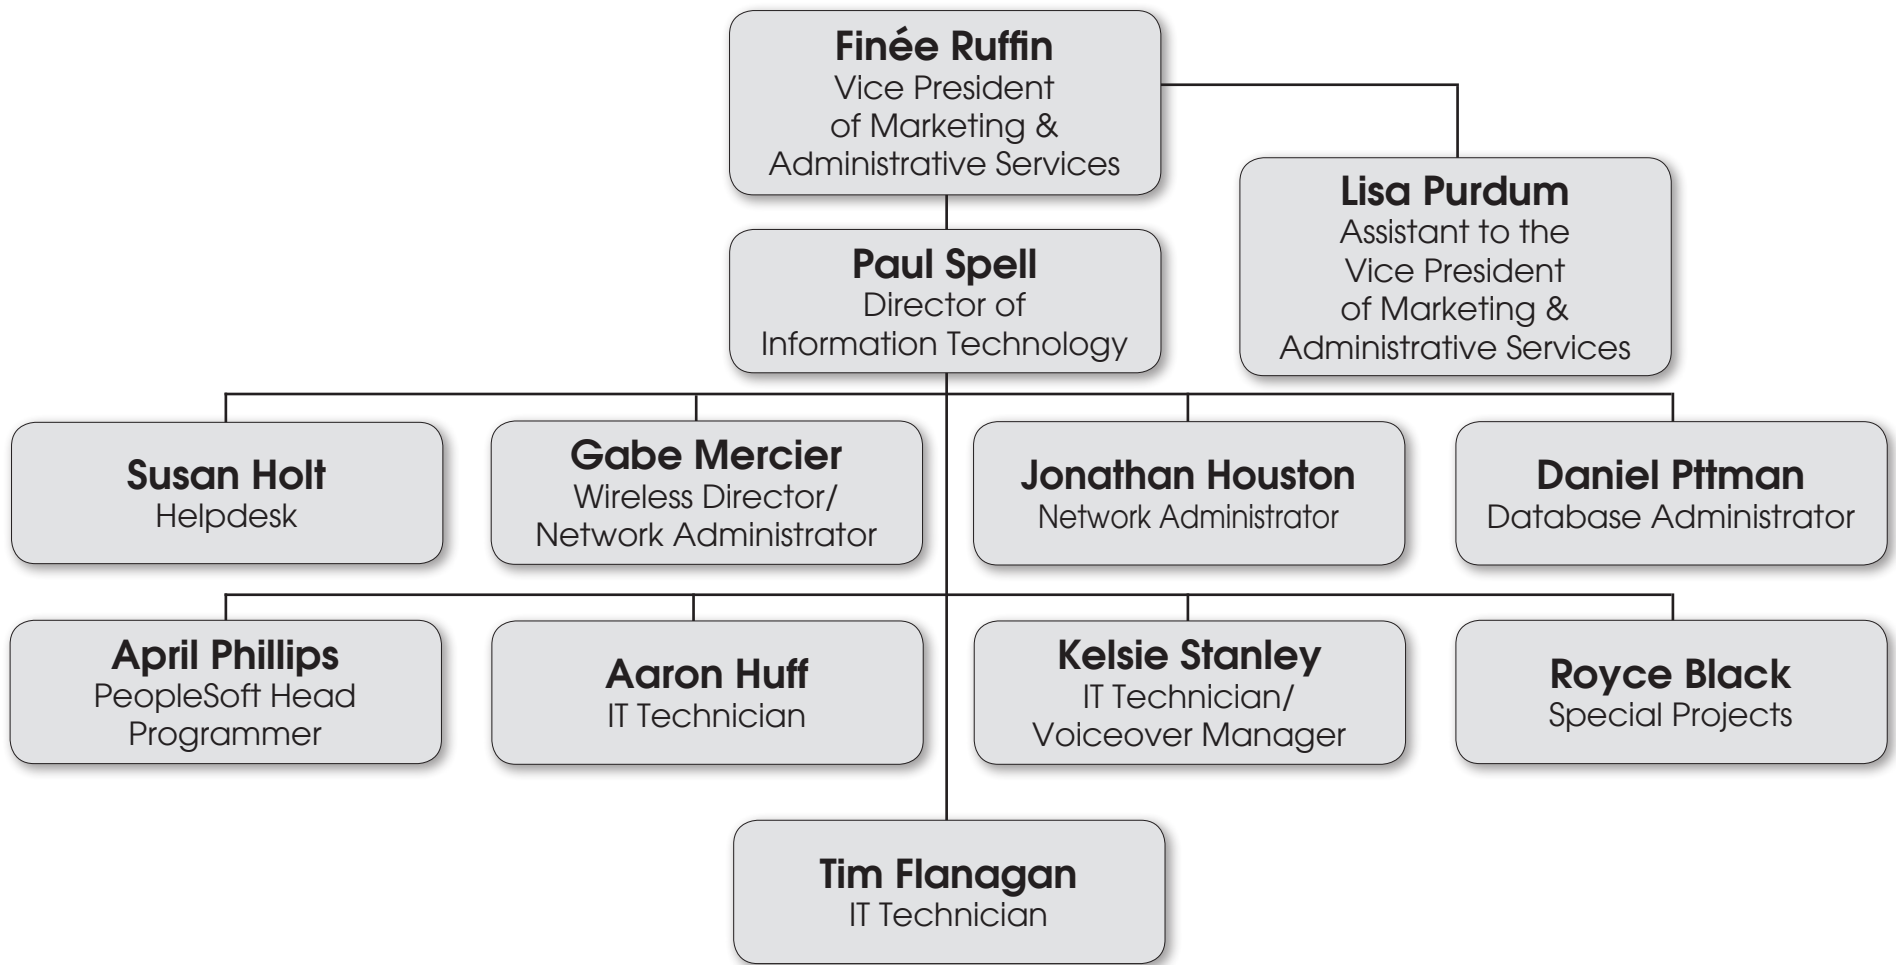 Finée Ruffin
Vice President
of Marketing &
Administrative Services
Lisa Purdum
Assistant to the
Vice President
of Marketing &
Administrative Services
Paul Spell
Director of
Information Technology
Susan Holt
Helpdesk
Gabe Mercier
Wireless Director/
Network Administrator
Jonathan Houston
Network Administrator
Daniel Pttman
Database Administrator
April Phillips
PeopleSoft Head
Programmer
Aaron Huff
IT Technician
Kelsie Stanley
IT Technician/
Voiceover Manager
Royce Black
Special Projects
Tim Flanagan
IT Technician